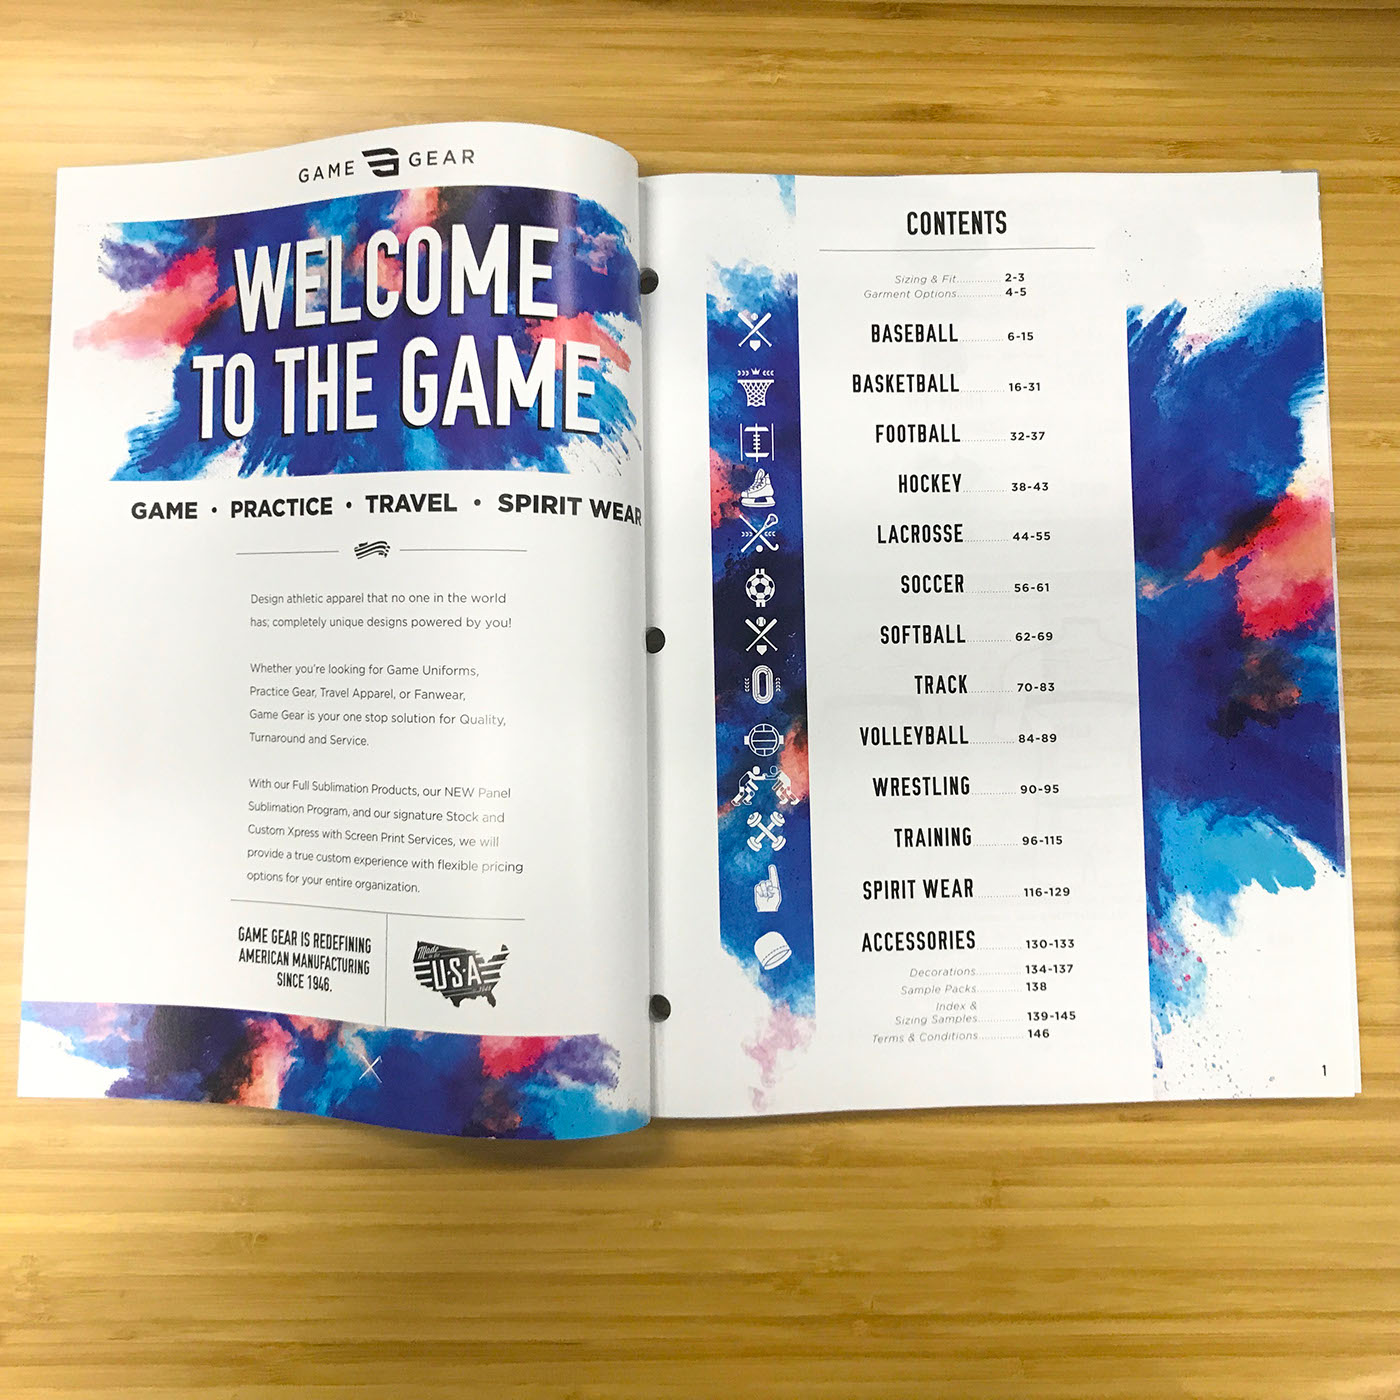 GAME GEAR
WELCOME
TO THE GAME
GAME • PRACTICE • TRAVEL • SPIRIT WEAR
Design athletic apparel that no one in the world
has; completely unique designs powered by you!
Whether you're looking for Game Uniforms,
Practice Gear, Travel Apparel, or Fanwear,
Game Gear is your one stop solution for Quality,
Turnaround and Service.
With our Full Sublimation Products, our NEW Panel
Sublimation Program, and our signature Stock and
Custom Xpress with Screen Print Services, we will
provide a true custom experience with flexible pricing
options for your entire organization.
GAME GEAR IS REDEFINING
AMERICAN MANUFACTURING
SINCE 1946.
Made
U·S·A
CONTENTS
Sizing & Fit.............. 2-3
Garment Options.............. 4-5
BASEBALL.............. 6-15
BASKETBALL.............. 16-31
FOOTBALL.............. 32-37
HOCKEY.............. 38-43
LACROSSE.............. 44-55
SOCCER.............. 56-61
SOFTBALL.............. 62-69
TRACK.............. 70-83
VOLLEYBALL.............. 84-89
WRESTLING.............. 90-95
TRAINING.............. 96-115
SPIRIT WEAR.............. 116-129
ACCESSORIES.............. 130-133
Decorations.............. 134-137
Sample Packs.............. 138
Index &
Sizing Samples.............. 139-145
Terms & Conditions.............. 146
1